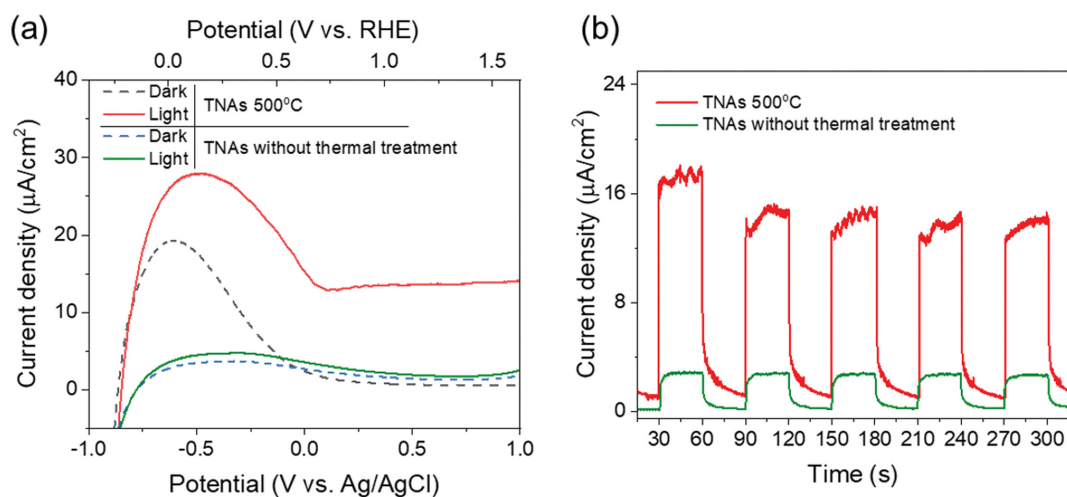 (a)
Potential (V vs. RHE)
0.0 0.5 1.0 1.5
40
30
20
10
0
Current density (µA/cm²)
Dark
Light
TNAs 500°C
Dark
Light
TNAs without thermal treatment
-1.0 -0.5 0.0 0.5 1.0
Potential (V vs. Ag/AgCl)
(b)
24
16
8
0
Current density (µA/cm²)
TNAs 500°C
TNAs without thermal treatment
30 60 90 120 150 180 210 240 270 300
Time (s)